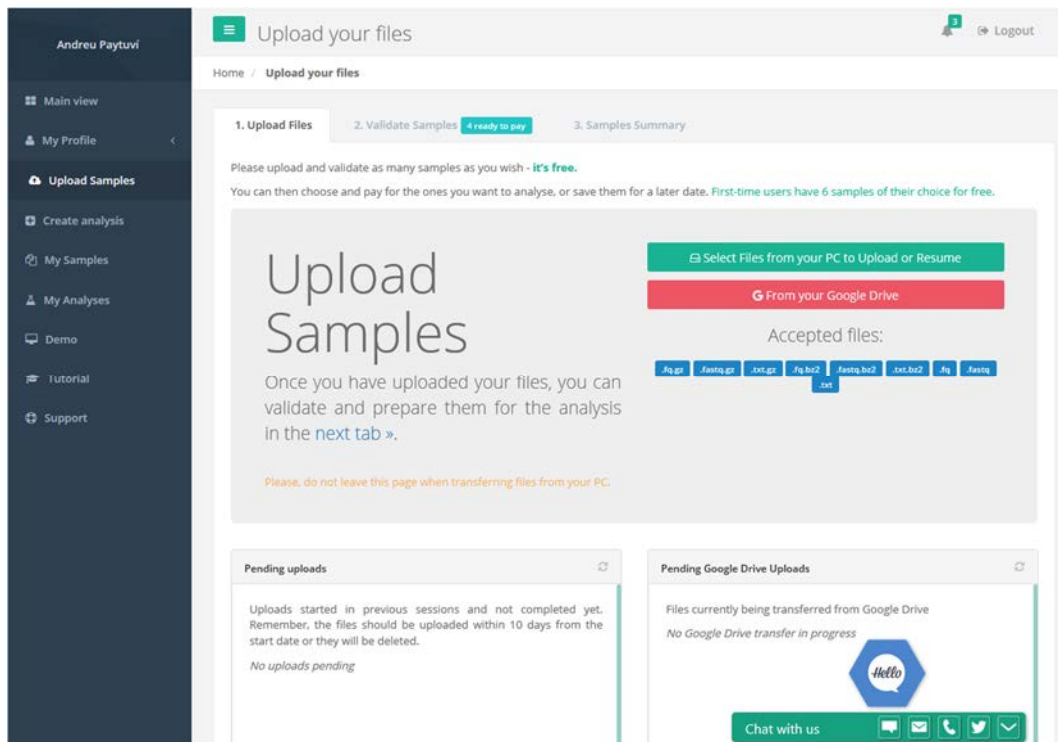 Andreu Paytuví
Upload your files
3
Logout
Home / Upload your files
Main view
My Profile
Upload Samples
Create analysis
My Samples
My Analyses
Demo
Tutorial
Support
1. Upload Files
2. Validate Samples 4 ready to pay
3. Samples Summary
Please upload and validate as many samples as you wish - it's free.
You can then choose and pay for the ones you want to analyse, or save them for a later date. First-time users have 6 samples of their choice for free.
Upload
Samples
Once you have uploaded your files, you can
validate and prepare them for the analysis
in the next tab ».
Please, do not leave this page when transferring files from your PC.
Select Files from your PC to Upload or Resume
G From your Google Drive
Accepted files:
.fq.gz .fastq.gz .txt.gz .fq.bz2 .fastq.bz2 .txt.bz2 .fq .fastq
.txt
Pending uploads
Uploads started in previous sessions and not completed yet.
Remember, the files should be uploaded within 10 days from the
start date or they will be deleted.
No uploads pending
Pending Google Drive Uploads
Files currently being transferred from Google Drive
No Google Drive transfer in progress
Hello
Chat with us